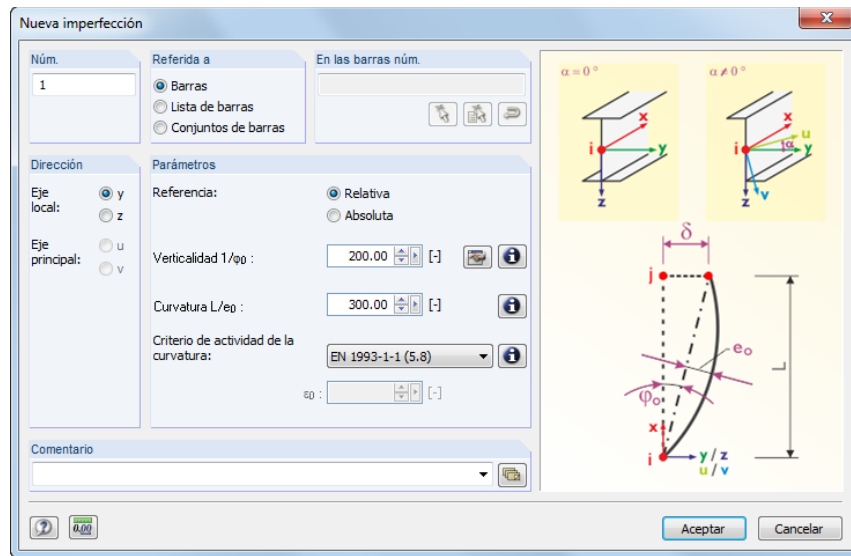 Nueva imperfección
Núm.
1
Referida a
Barras
Lista de barras
Conjuntos de barras
En las barras núm.
Dirección
Eje local:
y
z
Eje principal:
u
v
Parámetros
Referencia:
Relativa
Absoluta
Verticalidad 1/φ0 :
200.00
[-]
Curvatura L/e0 :
300.00
[-]
Criterio de actividad de la
curvatura:
EN 1993-1-1 (5.8)
ε0 :
[-]
Comentario
0.00
Aceptar
Cancelar
α = 0 °
x
i
y
z
α ≠ 0 °
x
u
i
α
y
z
v
δ
j
e0
L
φ0
x
i
y / z
u / v